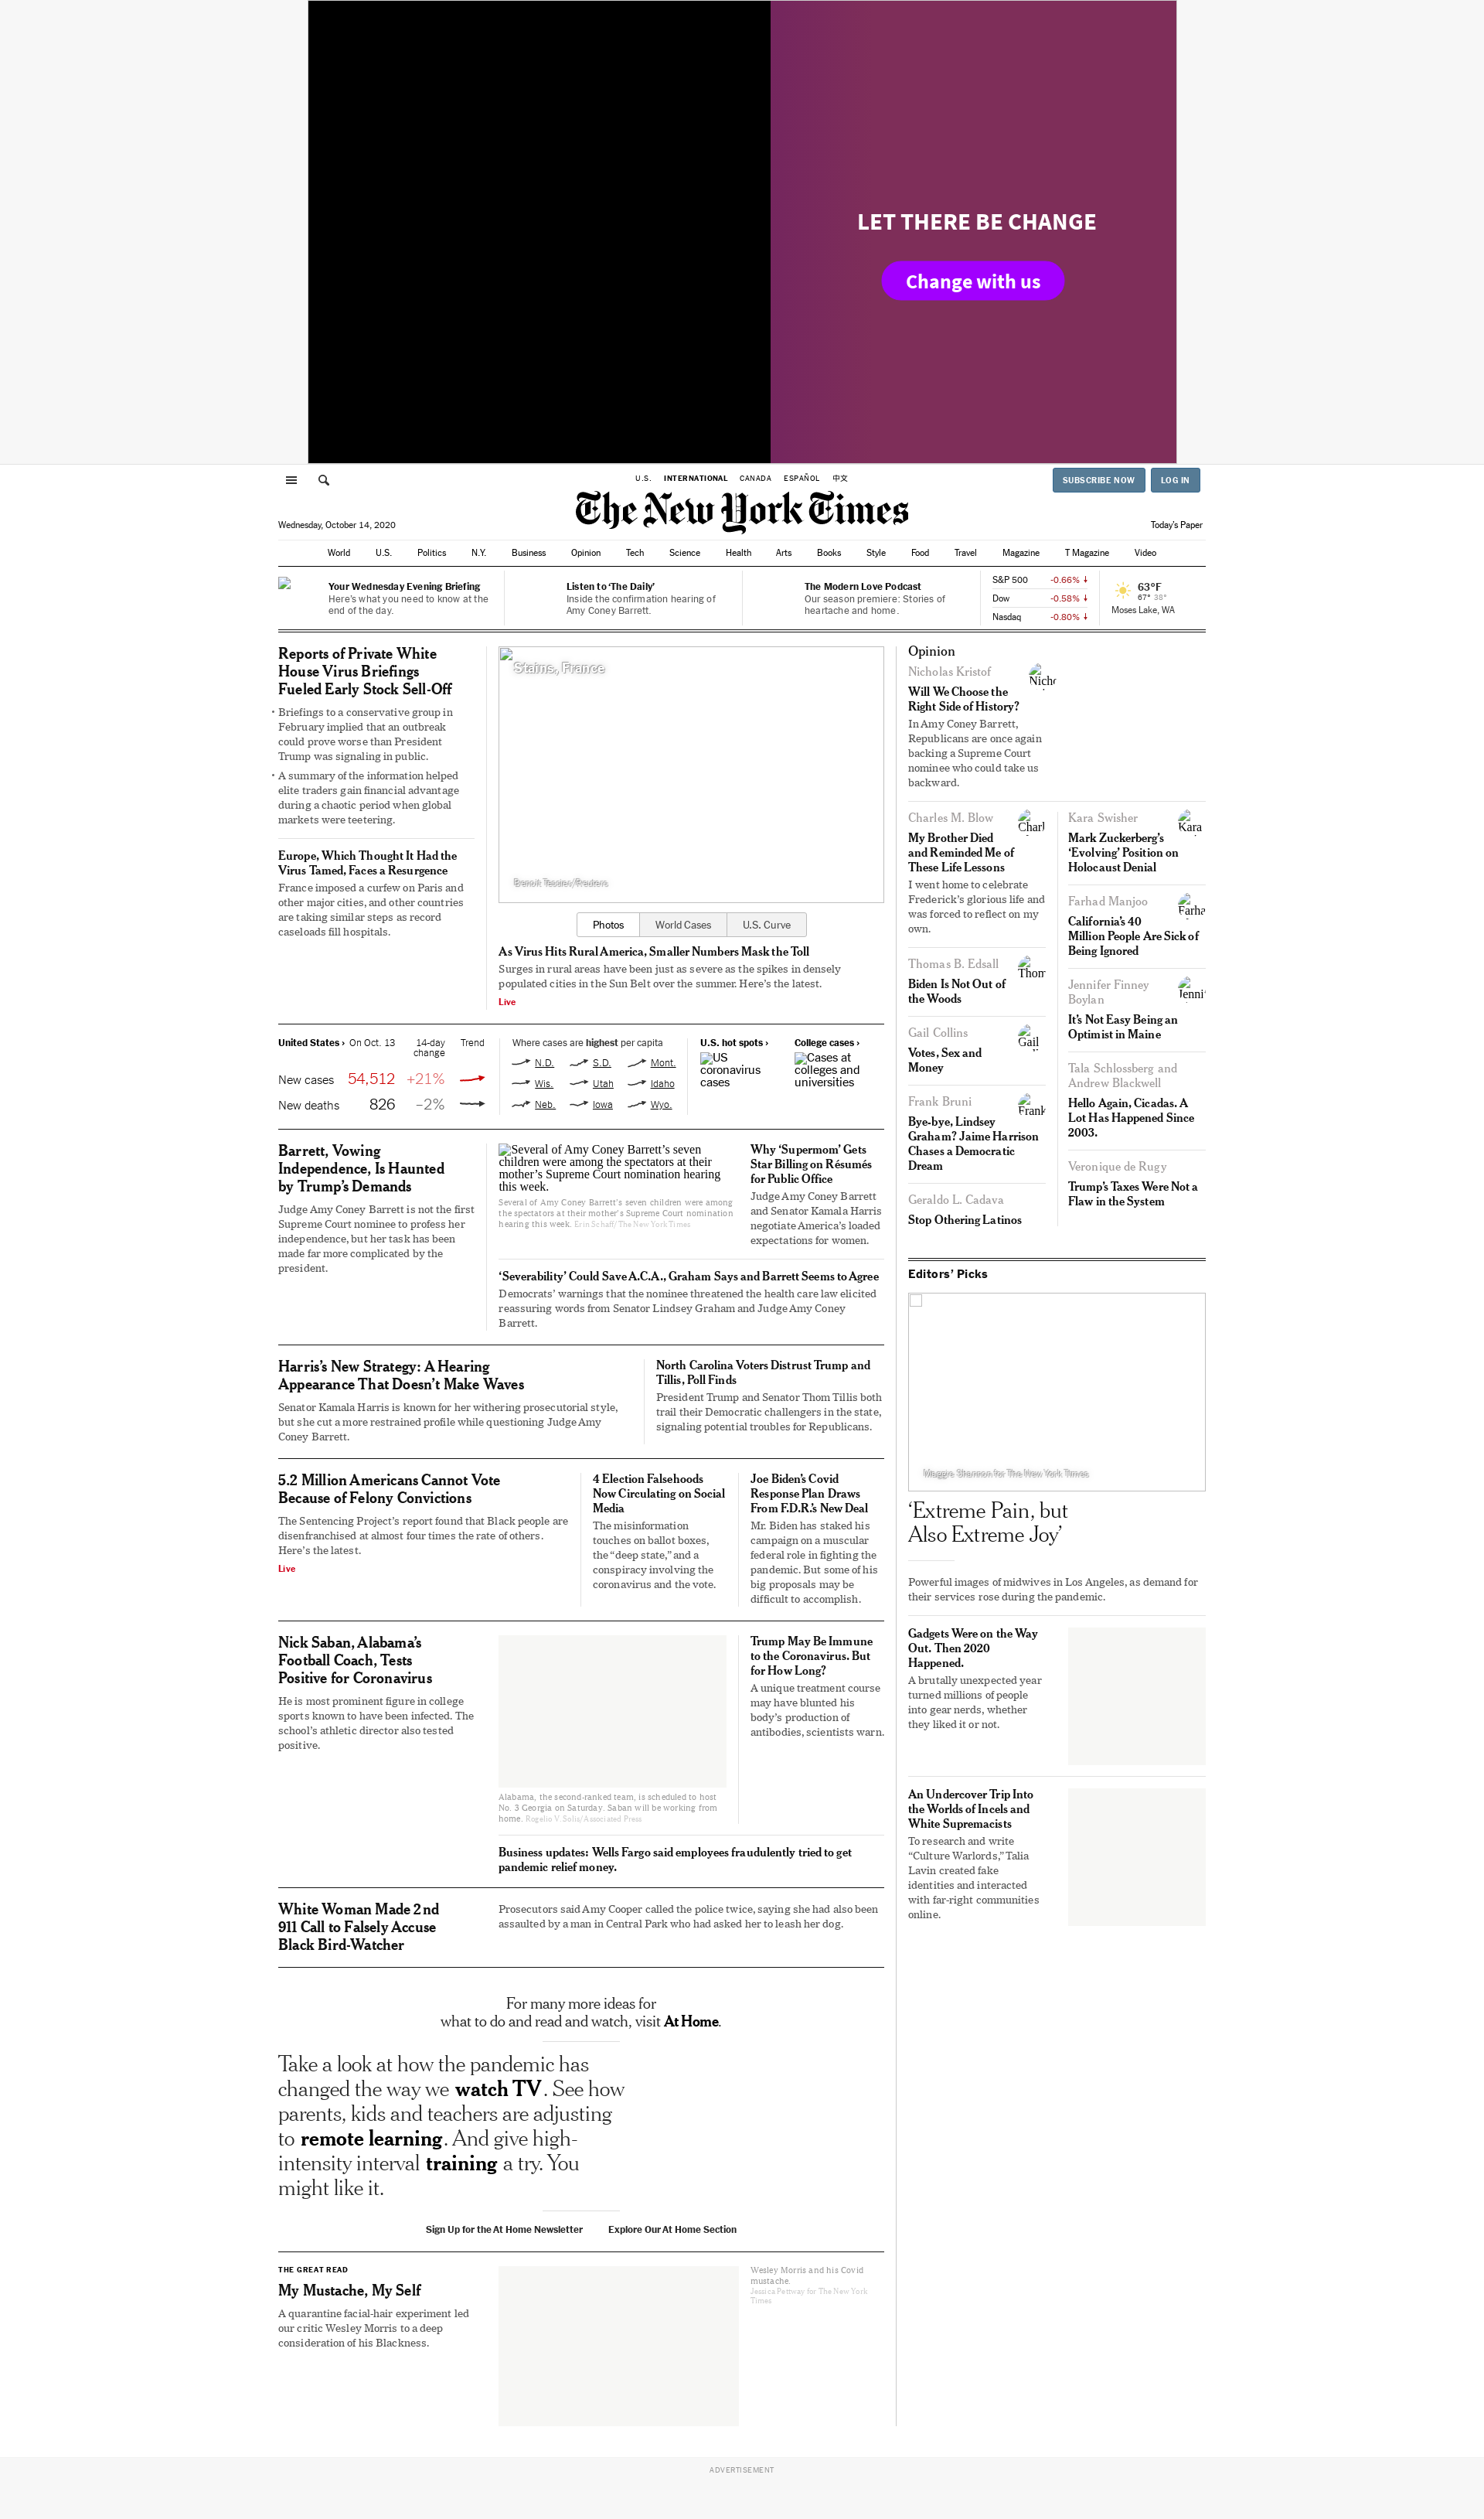 LET THERE BE CHANGE
Change with us
U.S.
INTERNATIONAL
CANADA
ESPAÑOL
中文
SUBSCRIBE NOW
LOG IN
The New York Times
Wednesday, October 14, 2020
Today's Paper
World
U.S.
Politics
N.Y.
Business
Opinion
Tech
Science
Health
Arts
Books
Style
Food
Travel
Magazine
T Magazine
Video
Your Wednesday Evening Briefing
Here's what you need to know at the
end of the day.
Listen to 'The Daily'
Inside the confirmation hearing of
Amy Coney Barrett.
The Modern Love Podcast
Our season premiere: Stories of
heartache and home.
S&P 500 -0.66% ↓
Dow -0.58% ↓
Nasdaq -0.80% ↓
63°F
67° 38°
Moses Lake, WA
Reports of Private White
House Virus Briefings
Fueled Early Stock Sell-Off
• Briefings to a conservative group in
February implied that an outbreak
could prove worse than President
Trump was signaling in public.
• A summary of the information helped
elite traders gain financial advantage
during a chaotic period when global
markets were teetering.
Europe, Which Thought It Had the
Virus Tamed, Faces a Resurgence
France imposed a curfew on Paris and
other major cities, and other countries
are taking similar steps as record
caseloads fill hospitals.
Stains, France
Benoit Tessier/Reuters
Photos
World Cases
U.S. Curve
As Virus Hits Rural America, Smaller Numbers Mask the Toll
Surges in rural areas have been just as severe as the spikes in densely
populated cities in the Sun Belt over the summer. Here's the latest.
Live
United States › On Oct. 13 14-day
change Trend
New cases 54,512 +21%
New deaths 826 –2%
Where cases are highest per capita
N.D. S.D. Mont.
Wis. Utah Idaho
Neb. Iowa Wyo.
U.S. hot spots ›
US
coronavirus
cases
College cases ›
Cases at
colleges and
universities
Barrett, Vowing
Independence, Is Haunted
by Trump's Demands
Judge Amy Coney Barrett is not the first
Supreme Court nominee to profess her
independence, but her task has been
made far more complicated by the
president.
Several of Amy Coney Barrett's seven
children were among the spectators at their
mother's Supreme Court nomination hearing
this week.
Several of Amy Coney Barrett's seven children were among
the spectators at their mother's Supreme Court nomination
hearing this week. Erin Schaff/The New York Times
Why 'Supermom' Gets
Star Billing on Résumés
for Public Office
Judge Amy Coney Barrett
and Senator Kamala Harris
negotiate America's loaded
expectations for women.
'Severability' Could Save A.C.A., Graham Says and Barrett Seems to Agree
Democrats' warnings that the nominee threatened the health care law elicited
reassuring words from Senator Lindsey Graham and Judge Amy Coney
Barrett.
Harris's New Strategy: A Hearing
Appearance That Doesn't Make Waves
Senator Kamala Harris is known for her withering prosecutorial style,
but she cut a more restrained profile while questioning Judge Amy
Coney Barrett.
North Carolina Voters Distrust Trump and
Tillis, Poll Finds
President Trump and Senator Thom Tillis both
trail their Democratic challengers in the state,
signaling potential troubles for Republicans.
5.2 Million Americans Cannot Vote
Because of Felony Convictions
The Sentencing Project's report found that Black people are
disenfranchised at almost four times the rate of others.
Here's the latest.
Live
4 Election Falsehoods
Now Circulating on Social
Media
The misinformation
touches on ballot boxes,
the "deep state," and a
conspiracy involving the
coronavirus and the vote.
Joe Biden's Covid
Response Plan Draws
From F.D.R.'s New Deal
Mr. Biden has staked his
campaign on a muscular
federal role in fighting the
pandemic. But some of his
big proposals may be
difficult to accomplish.
Nick Saban, Alabama's
Football Coach, Tests
Positive for Coronavirus
He is most prominent figure in college
sports known to have been infected. The
school's athletic director also tested
positive.
Alabama, the second-ranked team, is scheduled to host
No. 3 Georgia on Saturday. Saban will be working from
home. Rogelio V. Solis/Associated Press
Trump May Be Immune
to the Coronavirus. But
for How Long?
A unique treatment course
may have blunted his
body's production of
antibodies, scientists warn.
Business updates: Wells Fargo said employees fraudulently tried to get
pandemic relief money.
White Woman Made 2nd
911 Call to Falsely Accuse
Black Bird-Watcher
Prosecutors said Amy Cooper called the police twice, saying she had also been
assaulted by a man in Central Park who had asked her to leash her dog.
For many more ideas for
what to do and read and watch, visit At Home.
Take a look at how the pandemic has
changed the way we watch TV. See how
parents, kids and teachers are adjusting
to remote learning. And give high-
intensity interval training a try. You
might like it.
Sign Up for the At Home Newsletter
Explore Our At Home Section
THE GREAT READ
My Mustache, My Self
A quarantine facial-hair experiment led
our critic Wesley Morris to a deep
consideration of his Blackness.
Wesley Morris and his Covid
mustache.
Jessica Pettway for The New York
Times
Opinion
Nicholas Kristof
Will We Choose the
Right Side of History?
In Amy Coney Barrett,
Republicans are once again
backing a Supreme Court
nominee who could take us
backward.
Charles M. Blow
My Brother Died
and Reminded Me of
These Life Lessons
I went home to celebrate
Frederick's glorious life and
was forced to reflect on my
own.
Thomas B. Edsall
Biden Is Not Out of
the Woods
Gail Collins
Gail
Votes, Sex and
Money
Frank Bruni
Frank
Bye-bye, Lindsey
Graham? Jaime Harrison
Chases a Democratic
Dream
Geraldo L. Cadava
Stop Othering Latinos
Kara Swisher
Kara
Mark Zuckerberg's
'Evolving' Position on
Holocaust Denial
Farhad Manjoo
California's 40
Million People Are Sick of
Being Ignored
Jennifer Finney
Boylan
It's Not Easy Being an
Optimist in Maine
Tala Schlossberg and
Andrew Blackwell
Hello Again, Cicadas. A
Lot Has Happened Since
2003.
Veronique de Rugy
Trump's Taxes Were Not a
Flaw in the System
Editors' Picks
Maggie Shannon for The New York Times
'Extreme Pain, but
Also Extreme Joy'
Powerful images of midwives in Los Angeles, as demand for
their services rose during the pandemic.
Gadgets Were on the Way
Out. Then 2020
Happened.
A brutally unexpected year
turned millions of people
into gear nerds, whether
they liked it or not.
An Undercover Trip Into
the Worlds of Incels and
White Supremacists
To research and write
"Culture Warlords," Talia
Lavin created fake
identities and interacted
with far-right communities
online.
ADVERTISEMENT